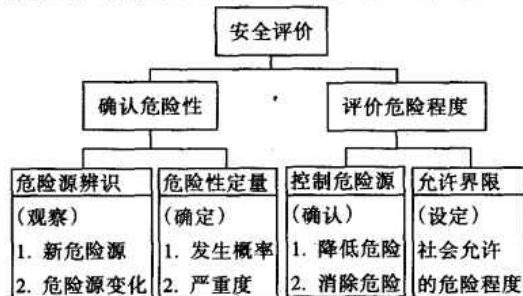 安全评价
确认危险性
评价危险程度
危险源辨识
(观察)
1. 新危险源
2. 危险源变化
危险性定量
(确定)
1. 发生概率
2. 严重度
控制危险源
(确认)
1. 降低危险
2. 消除危险
允许界限
(设定)
社会允许
的危险程度